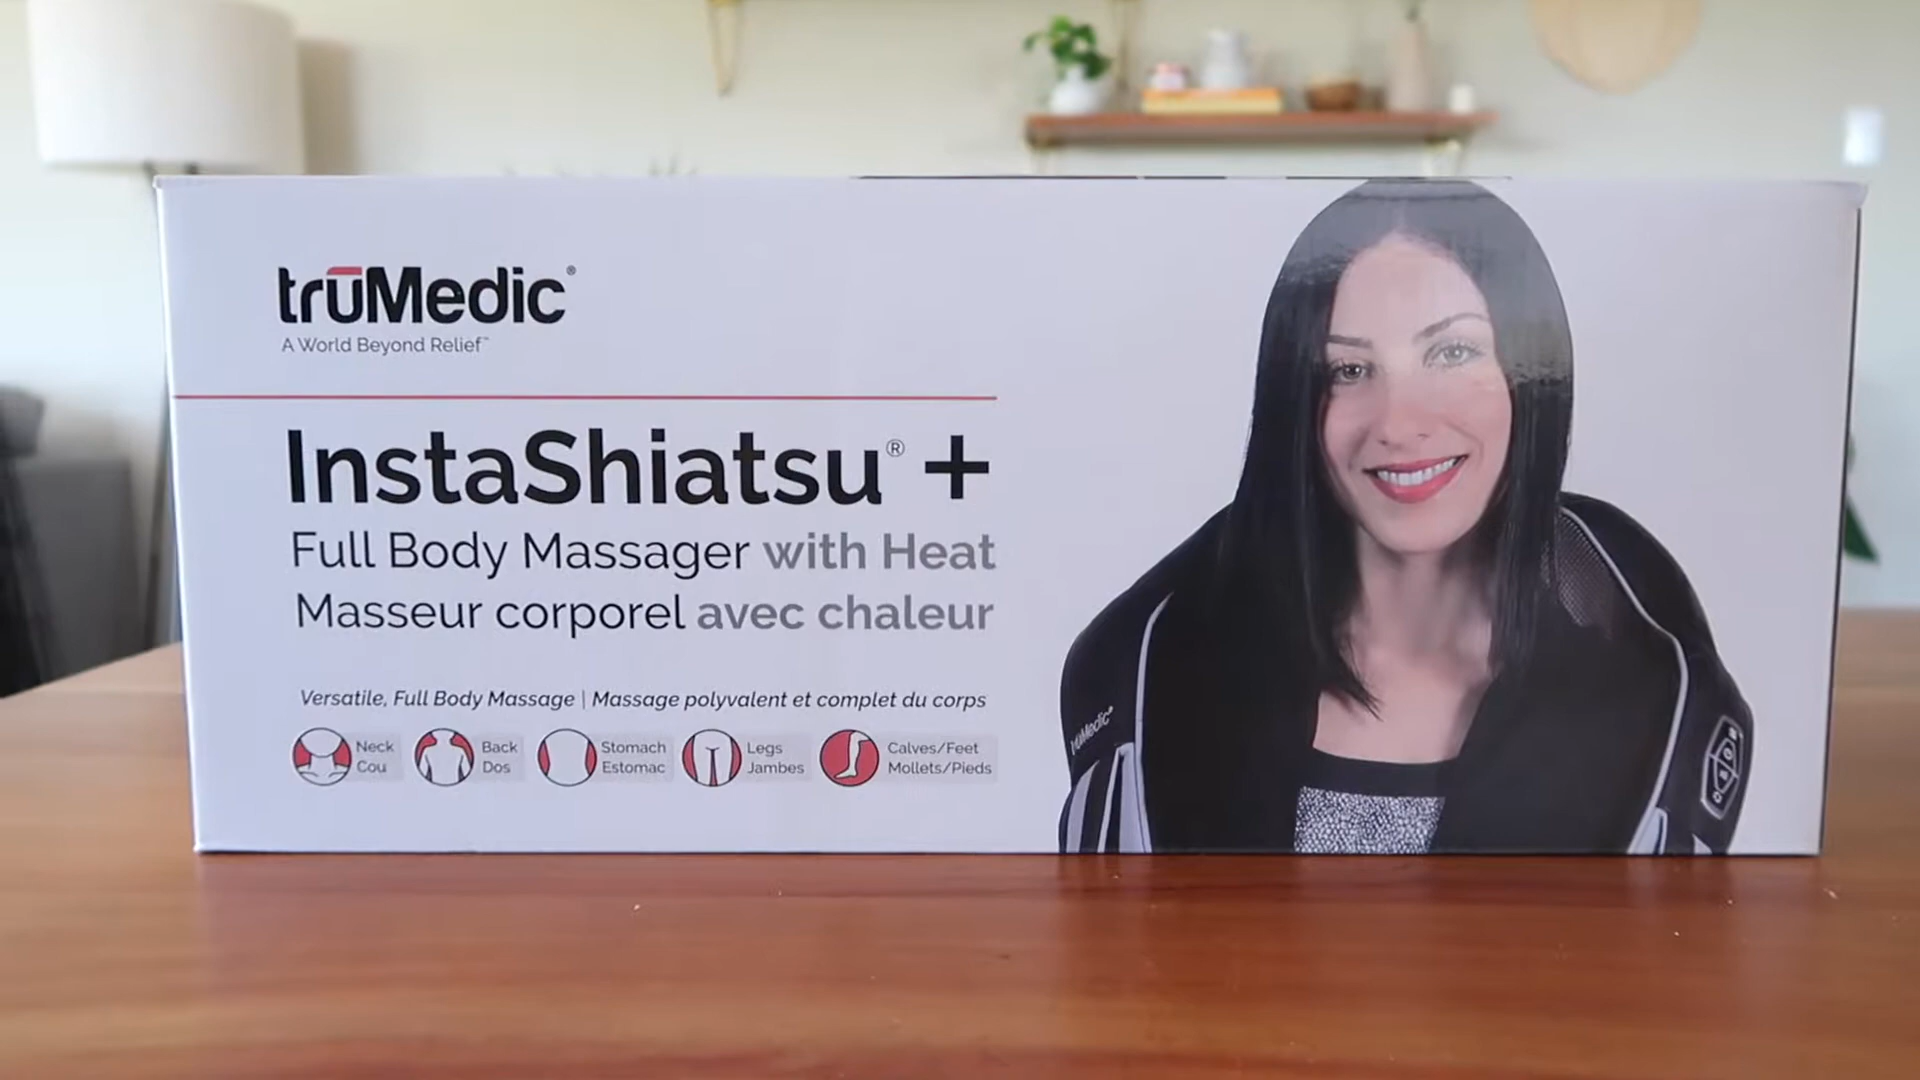 trūMedic®
A World Beyond Relief™
InstaShiatsu® +
Full Body Massager with Heat
Masseur corporel avec chaleur
Versatile, Full Body Massage | Massage polyvalent et complet du corps
Neck
Cou
Back
Dos
Stomach
Estomac
Legs
Jambes
Calves/Feet
Mollets/Pieds
truMedic®